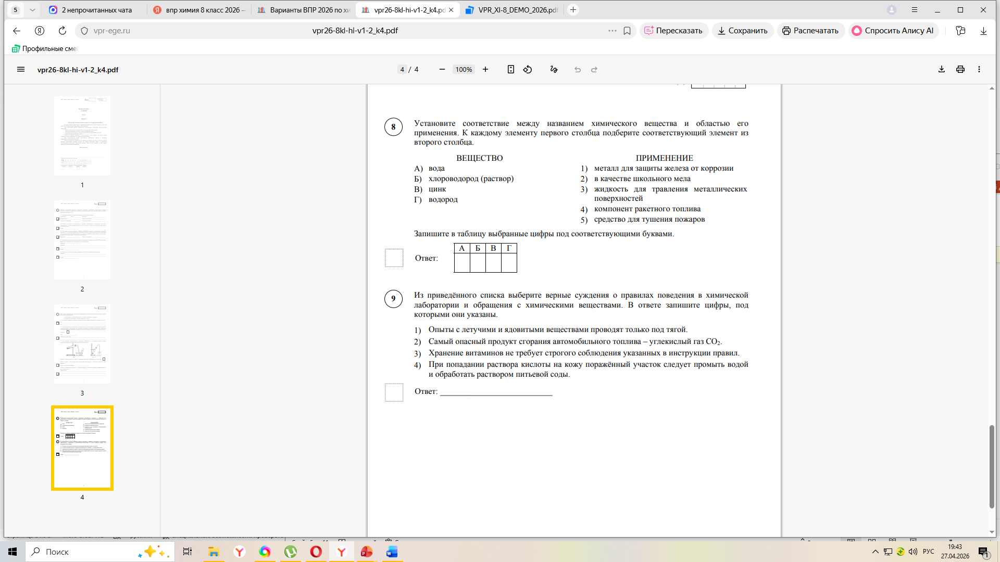 5
2 непрочитанных чата
впр химия 8 класс 2026 —
Варианты ВПР 2026 по хи
vpr26-8kl-hi-v1-2_k4.pd
VPR_XI-8_DEMO_2026.pdf
vpr-ege.ru
vpr26-8kl-hi-v1-2_k4.pdf
Пересказать
Сохранить
Распечатать
Спросить Алису AI
Профильные сме
vpr26-8kl-hi-v1-2_k4.pdf
4 / 4
100%
1
2
3
4
8
Установите соответствие между названием химического вещества и областью его
применения. К каждому элементу первого столбца подберите соответствующий элемент из
второго столбца.
ВЕЩЕСТВО
А) вода
Б) хлороводород (раствор)
В) цинк
Г) водород
ПРИМЕНЕНИЕ
1) металл для защиты железа от коррозии
2) в качестве школьного мела
3) жидкость для травления металлических
поверхностей
4) компонент ракетного топлива
5) средство для тушения пожаров
Запишите в таблицу выбранные цифры под соответствующими буквами.
Ответ:
А Б В Г
9
Из приведённого списка выберите верные суждения о правилах поведения в химической
лаборатории и обращения с химическими веществами. В ответе запишите цифры, под
которыми они указаны.
1) Опыты с летучими и ядовитыми веществами проводят только под тягой.
2) Самый опасный продукт сгорания автомобильного топлива – углекислый газ CO₂.
3) Хранение витаминов не требует строгого соблюдения указанных в инструкции правил.
4) При попадании раствора кислоты на кожу поражённый участок следует промыть водой
и обработать раствором питьевой соды.
Ответ: ___________________________
Поиск
РУС
19:43
27.04.2026
1